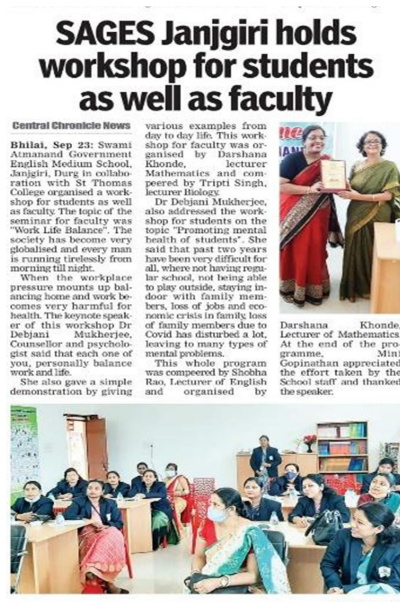 SAGES Janjgiri holds
workshop for students
as well as faculty
Central Chronicle News
Bhilai, Sep 23: Swami
Atmanand Government
English Medium School,
Janjgiri, Durg in collabo-
ration with St Thomas
College organised a work-
shop for students as well
as faculty. The topic of the
seminar for faculty was
"Work Life Balance". The
society has become very
globalised and every man
is running tirelessly from
morning till night.
When the workplace
pressure mounts up bal-
ancing home and work be-
comes very harmful for
health. The keynote speak-
er of this workshop Dr
Debjani Mukherjee,
Counsellor and psycholo-
gist said that each one of
you, personally balance
work and life.
She also gave a simple
demonstration by giving
various examples from
day to day life. This work-
shop for faculty was or-
ganised by Darshana
Khonde, lecturer
Mathematics and com-
peered by Tripti Singh,
lecturer Biology.
Dr Debjani Mukherjee,
also addressed the work-
shop for students on the
topic "Promoting mental
health of students". She
said that past two years
have been very difficult for
all, where not having regu-
lar school, not being able
to play outside, staying in-
door with family mem-
bers, loss of jobs and eco-
nomic crisis in family, loss
of family members due to
Covid has disturbed a lot,
leaving to many types of
mental problems.
This whole program
was compeered by Shobha
Rao, Lecturer of English
and organised by
Darshana Khonde,
Lecturer of Mathematics.
At the end of the pro-
gramme, Mini
Gopinathan appreciated
the effort taken by the
School staff and thanked
the speaker.